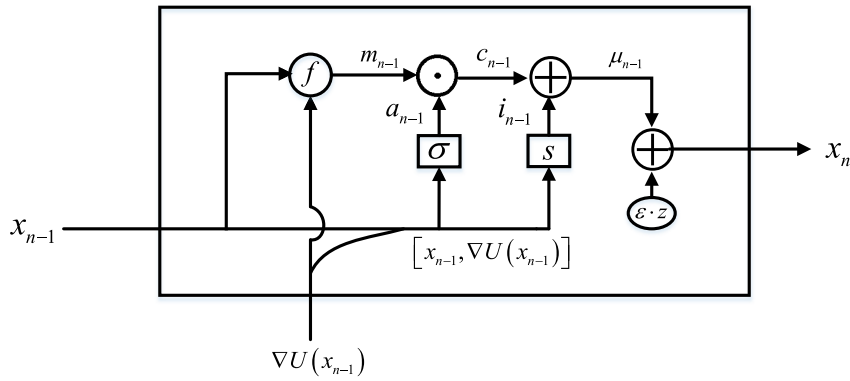 f
m_{n-1}
c_{n-1}
μ_{n-1}
a_{n-1}
i_{n-1}
σ
s
x_n
ε·z
x_{n-1}
[x_{n-1}, ∇U(x_{n-1})]
∇U(x_{n-1})